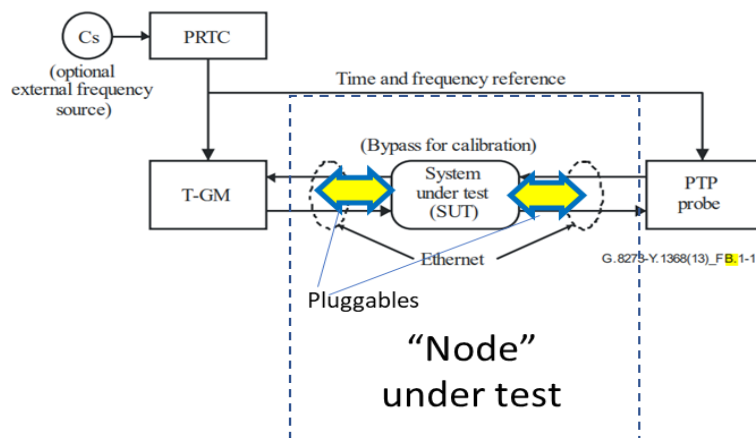 Cs
PRTC
(optional
external frequency
source)
Time and frequency reference
(Bypass for calibration)
T-GM
System
under test
(SUT)
PTP
probe
Ethernet
G.8273-Y.1368(13)_FB.1-1
Pluggables
“Node”
under test